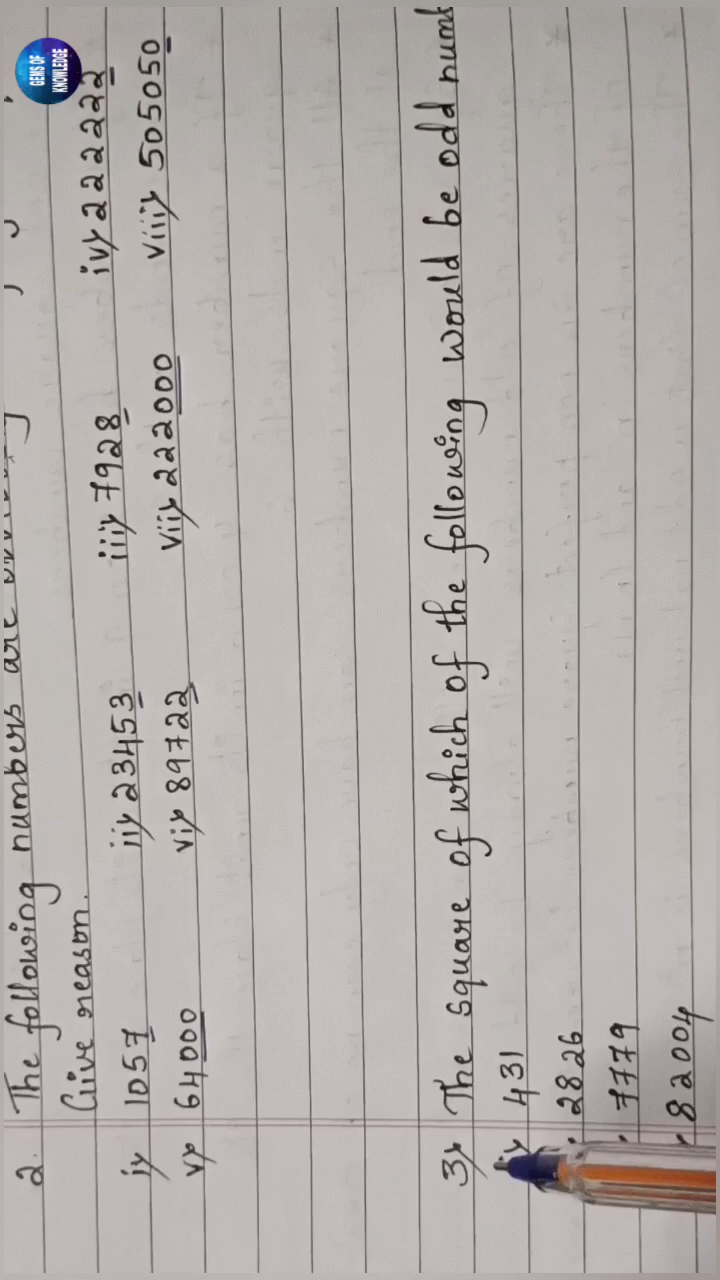 GEMS OF
KNOWLEDGE
2. The following numbers are
Give reason.
i) 1057 ii) 23453 iii) 7928 iv) 222222
v) 64000 vi) 89722 vii) 222000 viii) 505050
3) The square of which of the following would be odd numb
i) 431
2826
7779
82004